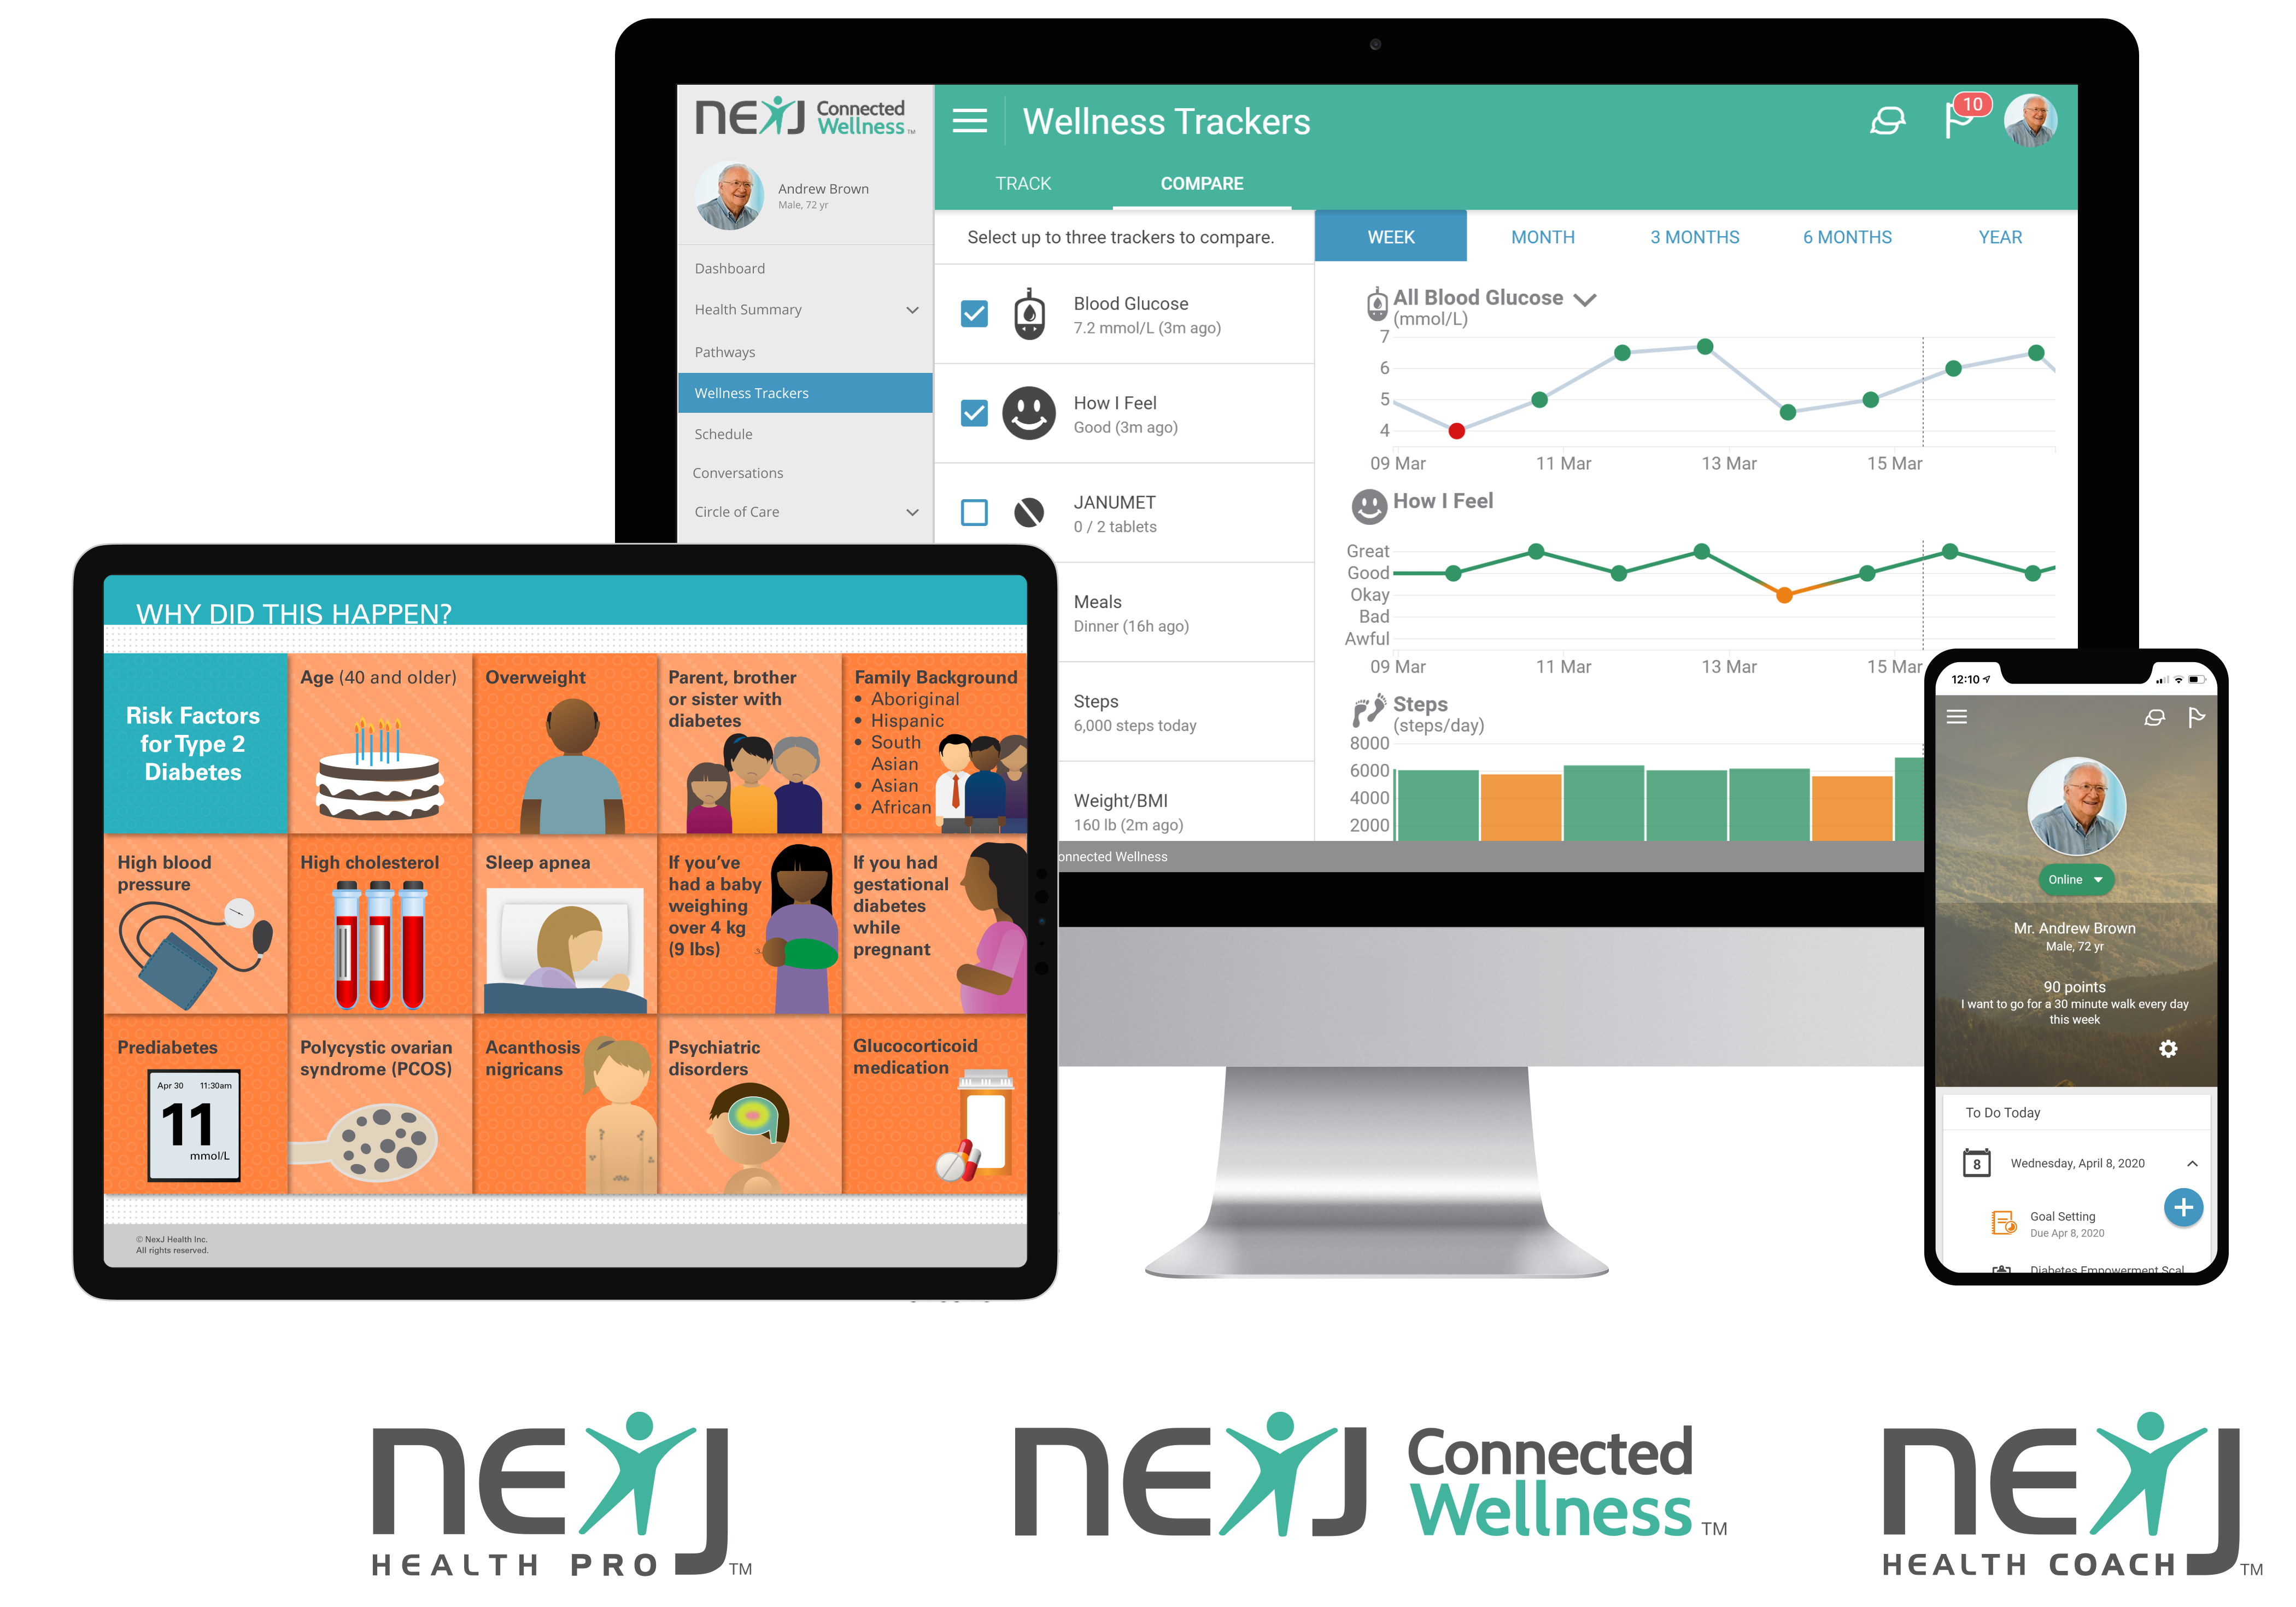 NEXJ Connected
Wellness TM
Andrew Brown
Male, 72 yr
Dashboard
Health Summary
Pathways
Wellness Trackers
Schedule
Conversations
Circle of Care
Wellness Trackers
10
TRACK COMPARE
Select up to three trackers to compare.
Blood Glucose
7.2 mmol/L (3m ago)
How I Feel
Good (3m ago)
JANUMET
0 / 2 tablets
Meals
Dinner (16h ago)
Steps
6,000 steps today
Weight/BMI
160 lb (2m ago)
onnected Wellness
WEEK MONTH 3 MONTHS 6 MONTHS YEAR
All Blood Glucose
(mmol/L)
7
6
5
4
09 Mar 11 Mar 13 Mar 15 Mar
How I Feel
Great
Good
Okay
Bad
Awful
09 Mar 11 Mar 13 Mar 15 Mar
Steps
(steps/day)
8000
6000
4000
2000
WHY DID THIS HAPPEN?
Risk Factors
for Type 2
Diabetes
Age (40 and older)
Overweight
Parent, brother
or sister with
diabetes
Family Background
• Aboriginal
• Hispanic
• South
Asian
• Asian
• African
High blood
pressure
High cholesterol
Sleep apnea
If you've
had a baby
weighing
over 4 kg
(9 lbs)
If you had
gestational
diabetes
while
pregnant
Prediabetes
Apr 30 11:30am
11
mmol/L
Polycystic ovarian
syndrome (PCOS)
Acanthosis
nigricans
Psychiatric
disorders
Glucocorticoid
medication
© NexJ Health Inc.
All rights reserved.
12:10
Online
Mr. Andrew Brown
Male, 72 yr
90 points
I want to go for a 30 minute walk every day
this week
To Do Today
8 Wednesday, April 8, 2020
Goal Setting
Due Apr 8, 2020
Diabetes Empowerment Scal
NEXJ
HEALTH PRO TM
NEXJ Connected
Wellness TM
NEXJ
HEALTH COACH TM